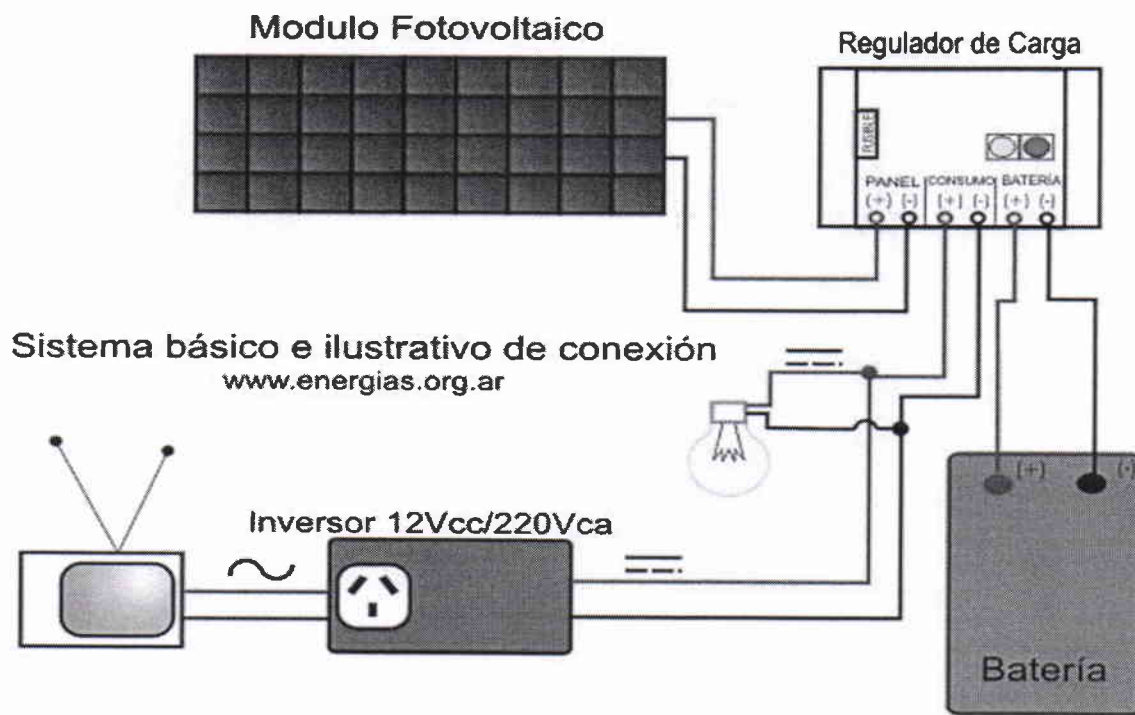 Modulo Fotovoltaico
Regulador de Carga
FUSIBLE
PANEL CONSUMO BATERÍA
(+) (-) (+) (-) (+) (-)
Sistema básico e ilustrativo de conexión
www.energias.org.ar
(+) (-)
Inversor 12Vcc/220Vca
Batería